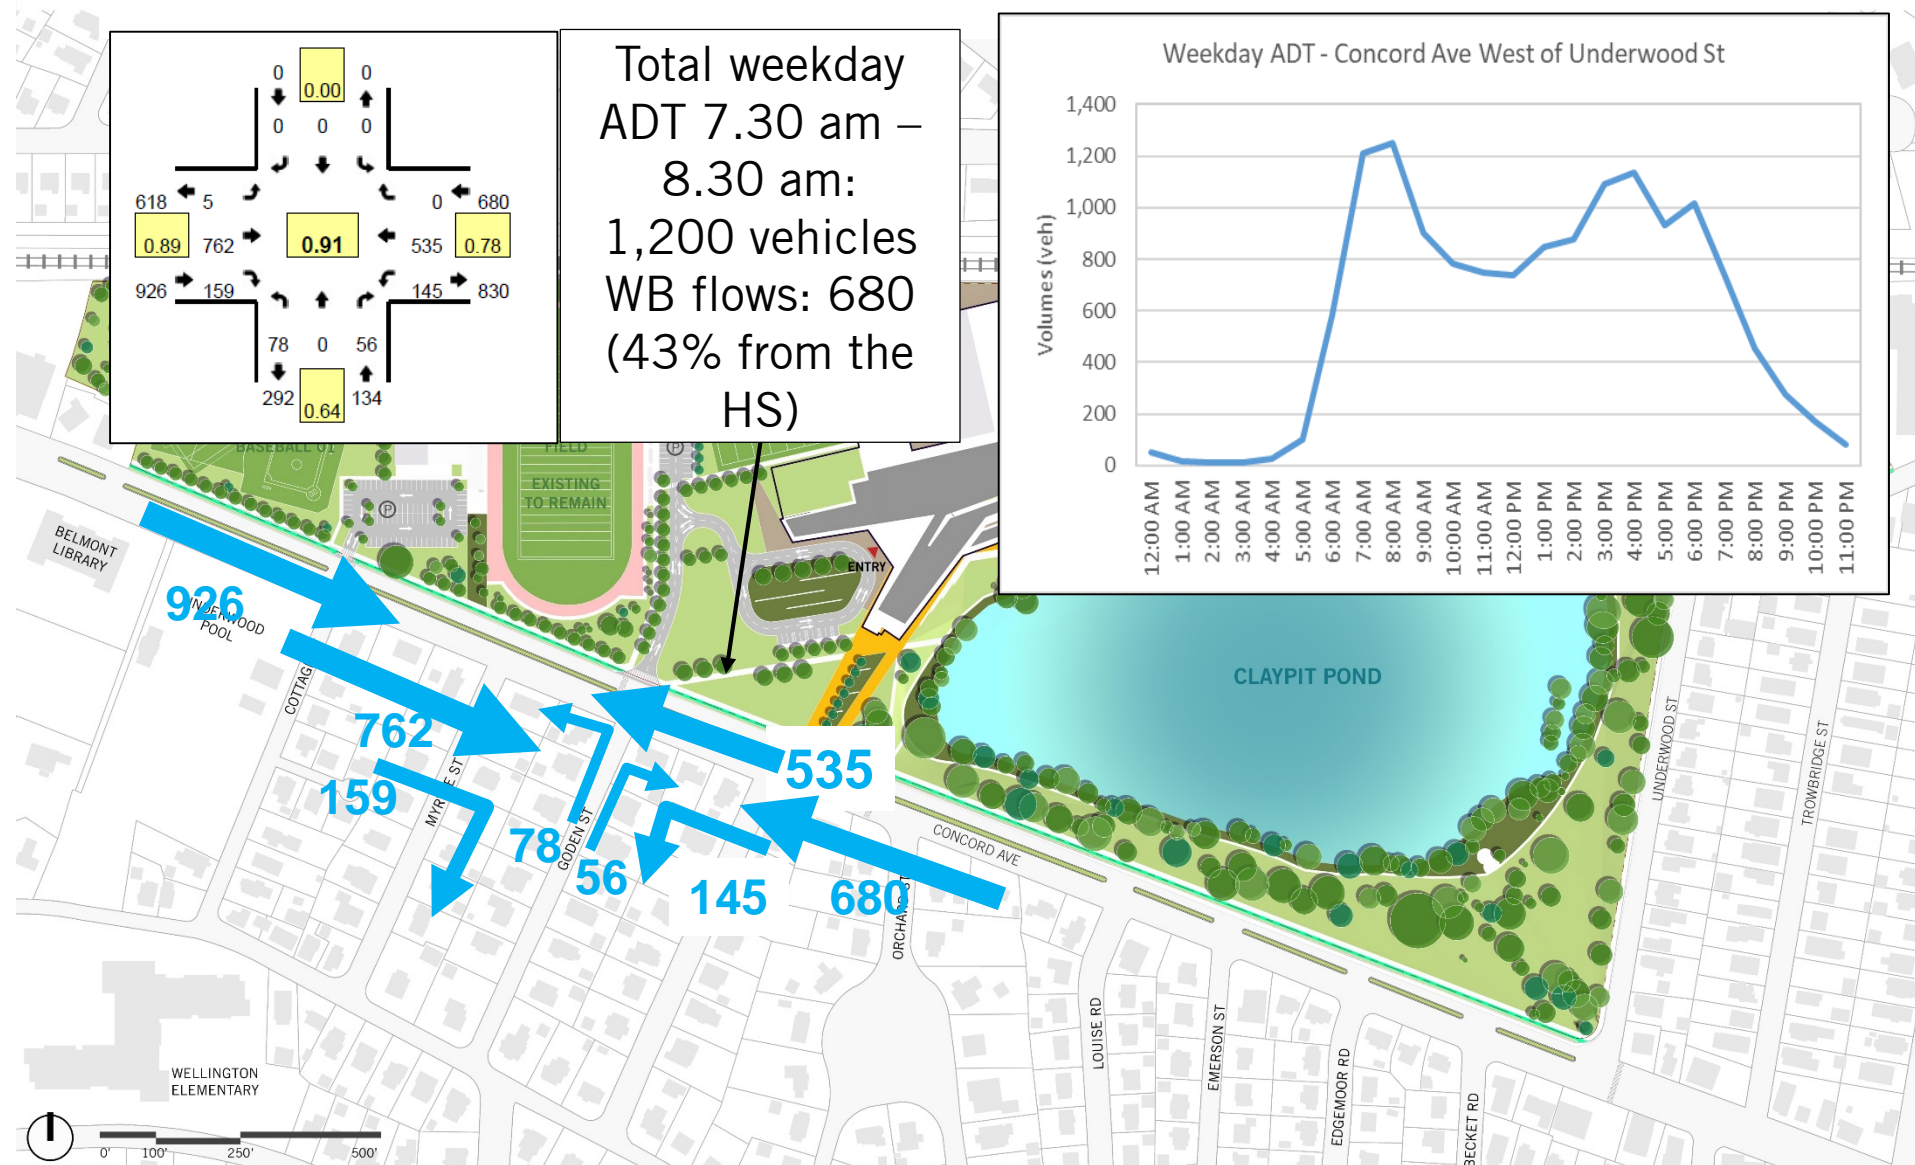 0
0.00
0
0 0 0
618 5
0 680
0.89 762
0.91
535 0.78
926 159
145 830
78 0 56
292 0.64 134
Total weekday
ADT 7.30 am –
8.30 am:
1,200 vehicles
WB flows: 680
(43% from the
HS)
Weekday ADT - Concord Ave West of Underwood St
Volumes (veh)
1,400
1,200
1,000
800
600
400
200
0
12:00 AM
1:00 AM
2:00 AM
3:00 AM
4:00 AM
5:00 AM
6:00 AM
7:00 AM
8:00 AM
9:00 AM
10:00 AM
11:00 AM
12:00 PM
1:00 PM
2:00 PM
3:00 PM
4:00 PM
5:00 PM
6:00 PM
7:00 PM
8:00 PM
9:00 PM
10:00 PM
11:00 PM
BASEBALL 01
FIELD
EXISTING
TO REMAIN
P
P
ENTRY
BELMONT
LIBRARY
926
POOL
762
159
78
56
145
680
535
COTTAG
GODEN ST
ORCHARD ST
CONCORD AVE
CLAYPIT POND
UNDERWOOD ST
TROWBRIDGE ST
LOUISE RD
EMERSON ST
EDGEMOOR RD
BECKET RD
WELLINGTON
ELEMENTARY
0' 100' 250' 500'